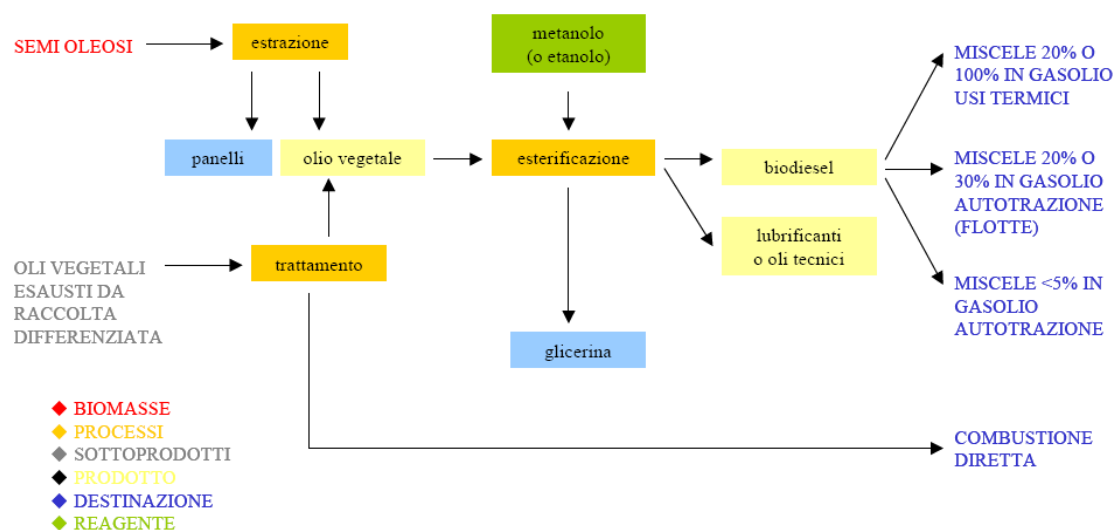 SEMI OLEOSI
estrazione
metanolo
(o etanolo)
MISCELE 20% O
100% IN GASOLIO
USI TERMICI
panelli
olio vegetale
esterificazione
biodiesel
MISCELE 20% O
30% IN GASOLIO
AUTOTRAZIONE
(FLOTTE)
lubrificanti
o oli tecnici
OLI VEGETALI
ESAUSTI DA
RACCOLTA
DIFFERENZIATA
trattamento
MISCELE <5% IN
GASOLIO
AUTOTRAZIONE
glicerina
BIOMASSE
PROCESSI
SOTTOPRODOTTI
PRODOTTO
DESTINAZIONE
REAGENTE
COMBUSTIONE
DIRETTA